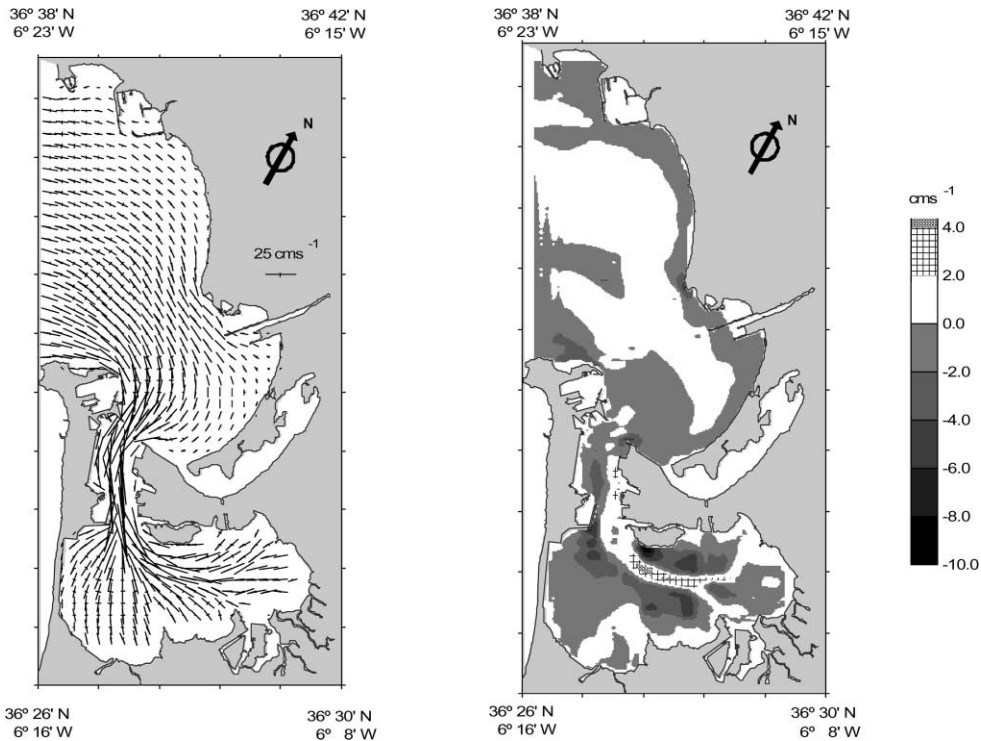 36º 38' N
6º 23' W
36º 42' N
6º 15' W
N
25 cms -1
36º 26' N
6º 16' W
36º 30' N
6º 8' W
36º 38' N
6º 23' W
36º 42' N
6º 15' W
N
cms -1
4.0
2.0
0.0
-2.0
-4.0
-6.0
-8.0
-10.0
36º 26' N
6º 16' W
36º 30' N
6º 8' W